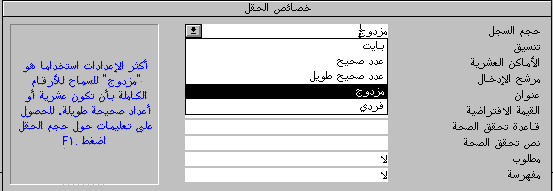 خصائص الحقل
حجم السجل
مزدوج
تنسيق
الأماكن العشرية
مرشح الإدخال
عنوان
القيمة الافتراضية
قاعدة تحقق الصحة
نص تحقق الصحة
مطلوب
لا
مفهرسة
لا
بايت
عدد صحيح
عدد صحيح طويل
مزدوج
فردي
أكثر الإعدادات استخداما هو
"مزدوج" للسماح للأرقام
الكاملة بأن تكون عشرية أو
أعداد صحيحة طويلة. للحصول
على تعليمات حول حجم الحقل
اضغط F١.